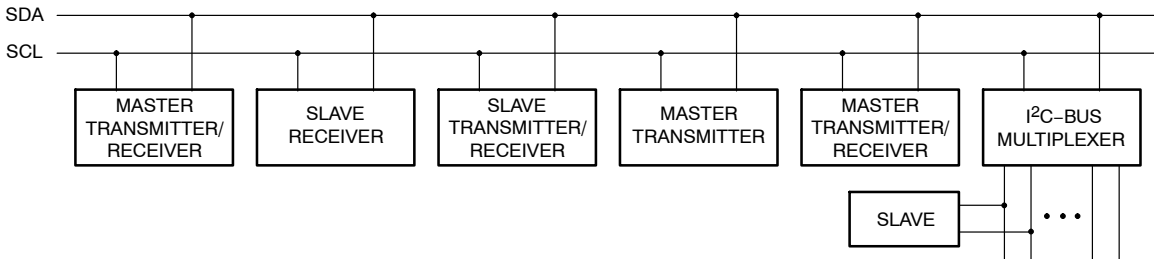 SDA
SCL
MASTER
TRANSMITTER/
RECEIVER
SLAVE
RECEIVER
SLAVE
TRANSMITTER/
RECEIVER
MASTER
TRANSMITTER
MASTER
TRANSMITTER/
RECEIVER
I²C−BUS
MULTIPLEXER
SLAVE